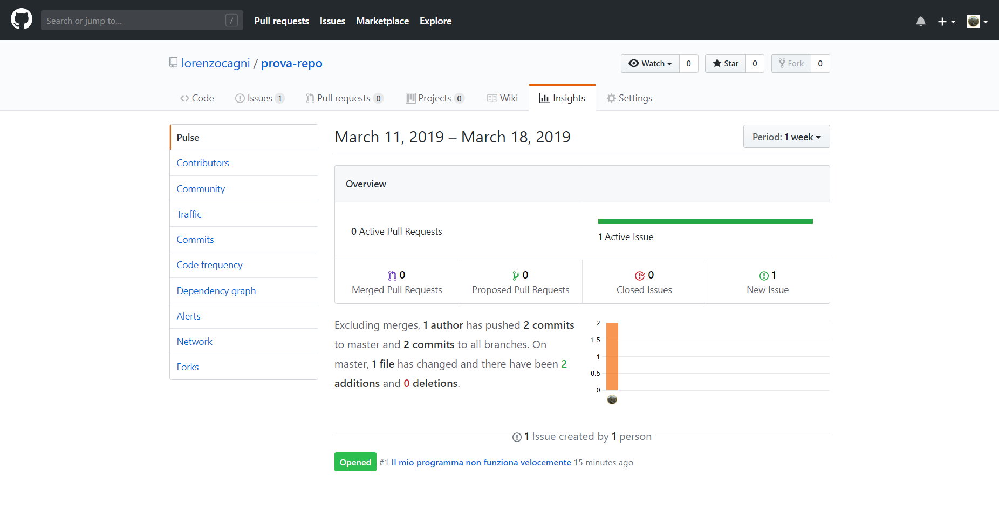 Search or jump to... /
Pull requests Issues Marketplace Explore
lorenzocagni / prova-repo
Watch 0 Star 0 Fork 0
Code Issues 1 Pull requests 0 Projects 0 Wiki Insights Settings
Pulse
Contributors
Community
Traffic
Commits
Code frequency
Dependency graph
Alerts
Network
Forks
March 11, 2019 – March 18, 2019
Period: 1 week
Overview
0 Active Pull Requests
1 Active Issue
0
Merged Pull Requests
0
Proposed Pull Requests
0
Closed Issues
1
New Issue
Excluding merges, 1 author has pushed 2 commits
to master and 2 commits to all branches. On
master, 1 file has changed and there have been 2
additions and 0 deletions.
2
1.5
1
0.5
0
1 Issue created by 1 person
Opened #1 Il mio programma non funziona velocemente 15 minutes ago